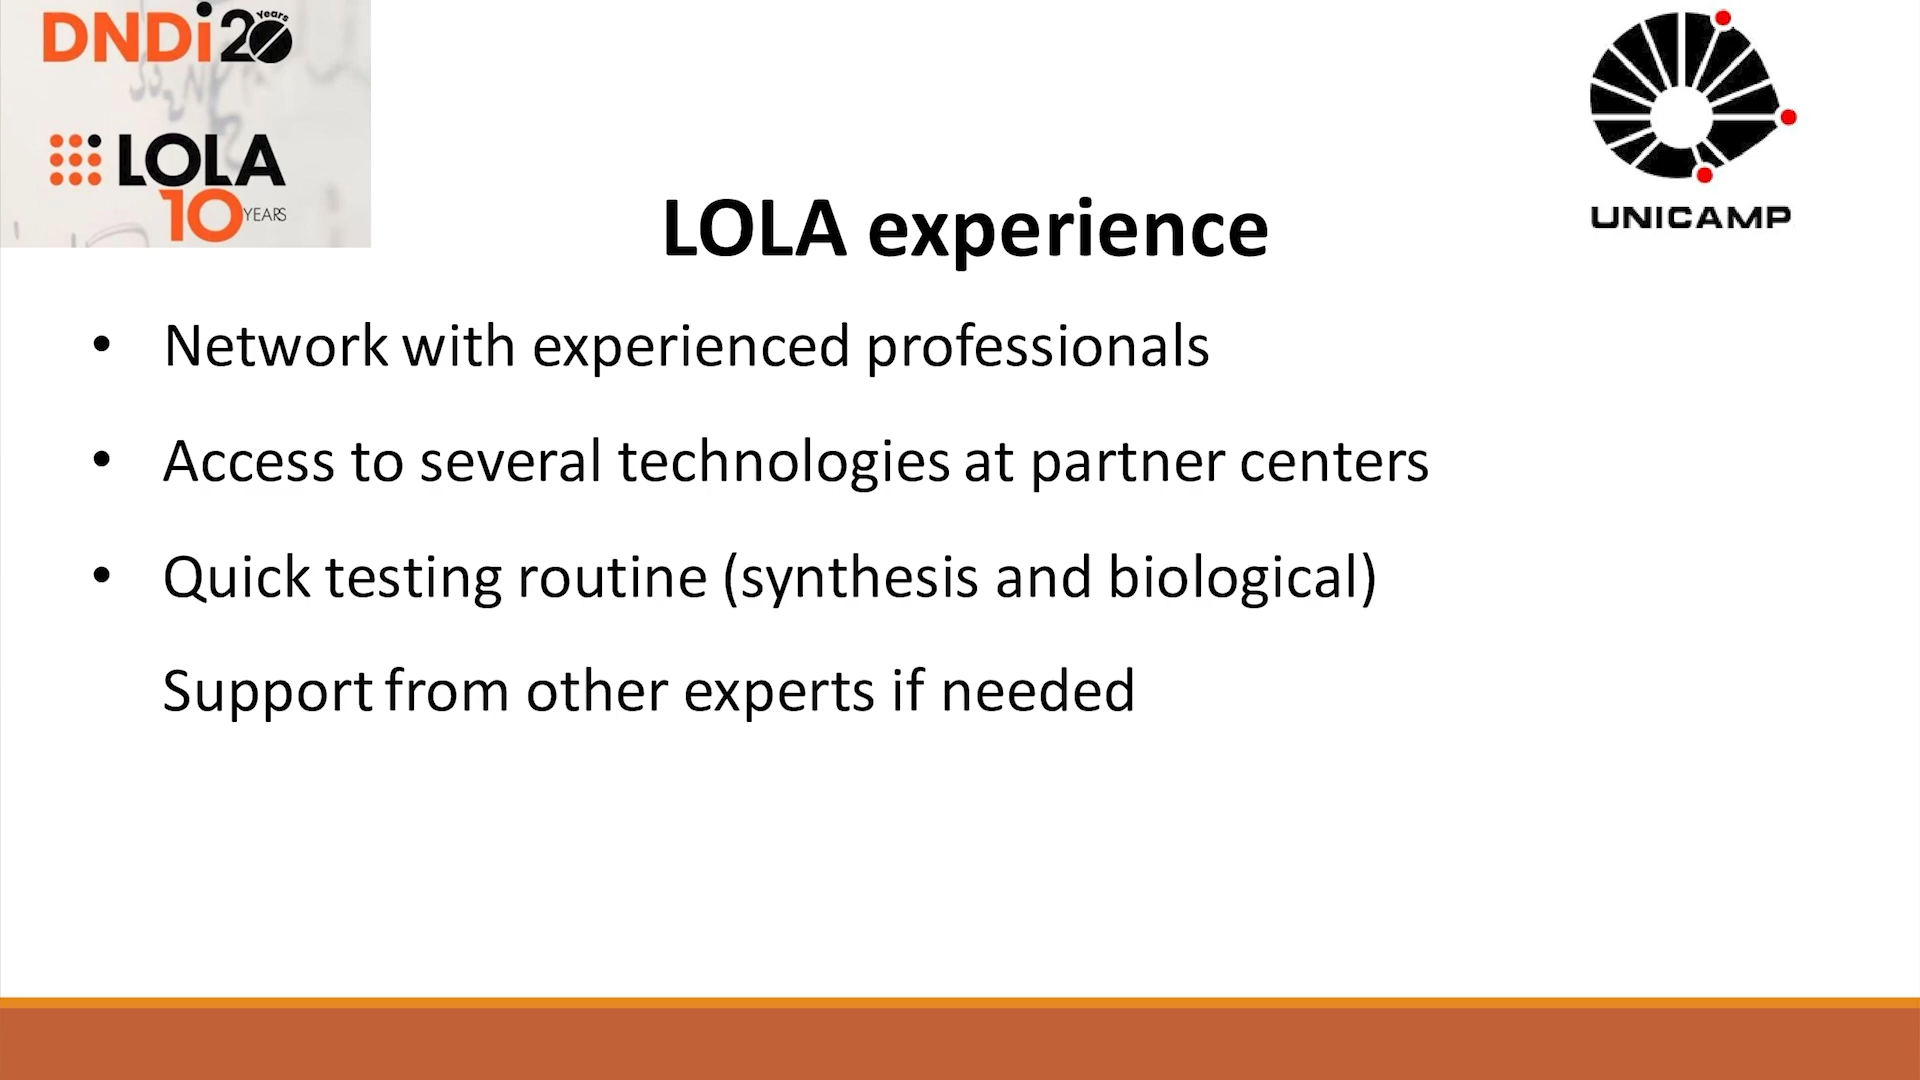 DNDi 20 Years
LOLA
10 YEARS
UNICAMP
LOLA experience
• Network with experienced professionals
• Access to several technologies at partner centers
• Quick testing routine (synthesis and biological)
Support from other experts if needed